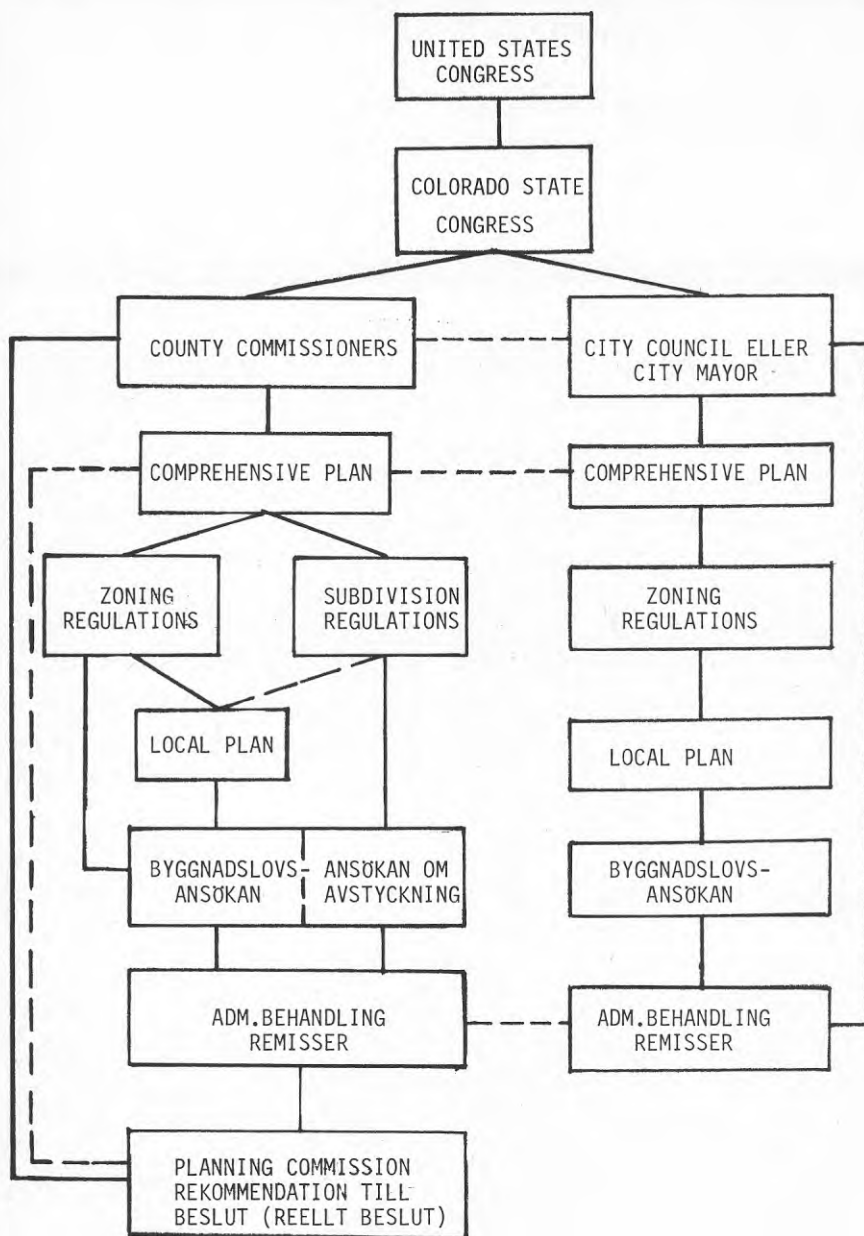 UNITED STATES
CONGRESS
COLORADO STATE
CONGRESS
COUNTY COMMISSIONERS
CITY COUNCIL ELLER
CITY MAYOR
COMPREHENSIVE PLAN
COMPREHENSIVE PLAN
ZONING
REGULATIONS
SUBDIVISION
REGULATIONS
ZONING
REGULATIONS
LOCAL PLAN
LOCAL PLAN
BYGGNADSLOVS-
ANSÖKAN
ANSÖKAN OM
AVSTYCKNING
BYGGNADSLOVS-
ANSÖKAN
ADM.BEHANDLING
REMISSER
ADM.BEHANDLING
REMISSER
PLANNING COMMISSION
REKOMMENDATION TILL
BESLUT (REELLT BESLUT)